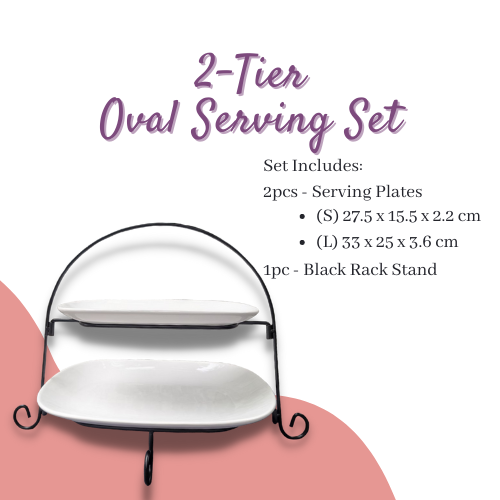 2-Tier
Oval Serving Set
Set Includes:
2pcs - Serving Plates
• (S) 27.5 x 15.5 x 2.2 cm
• (L) 33 x 25 x 3.6 cm
1pc - Black Rack Stand